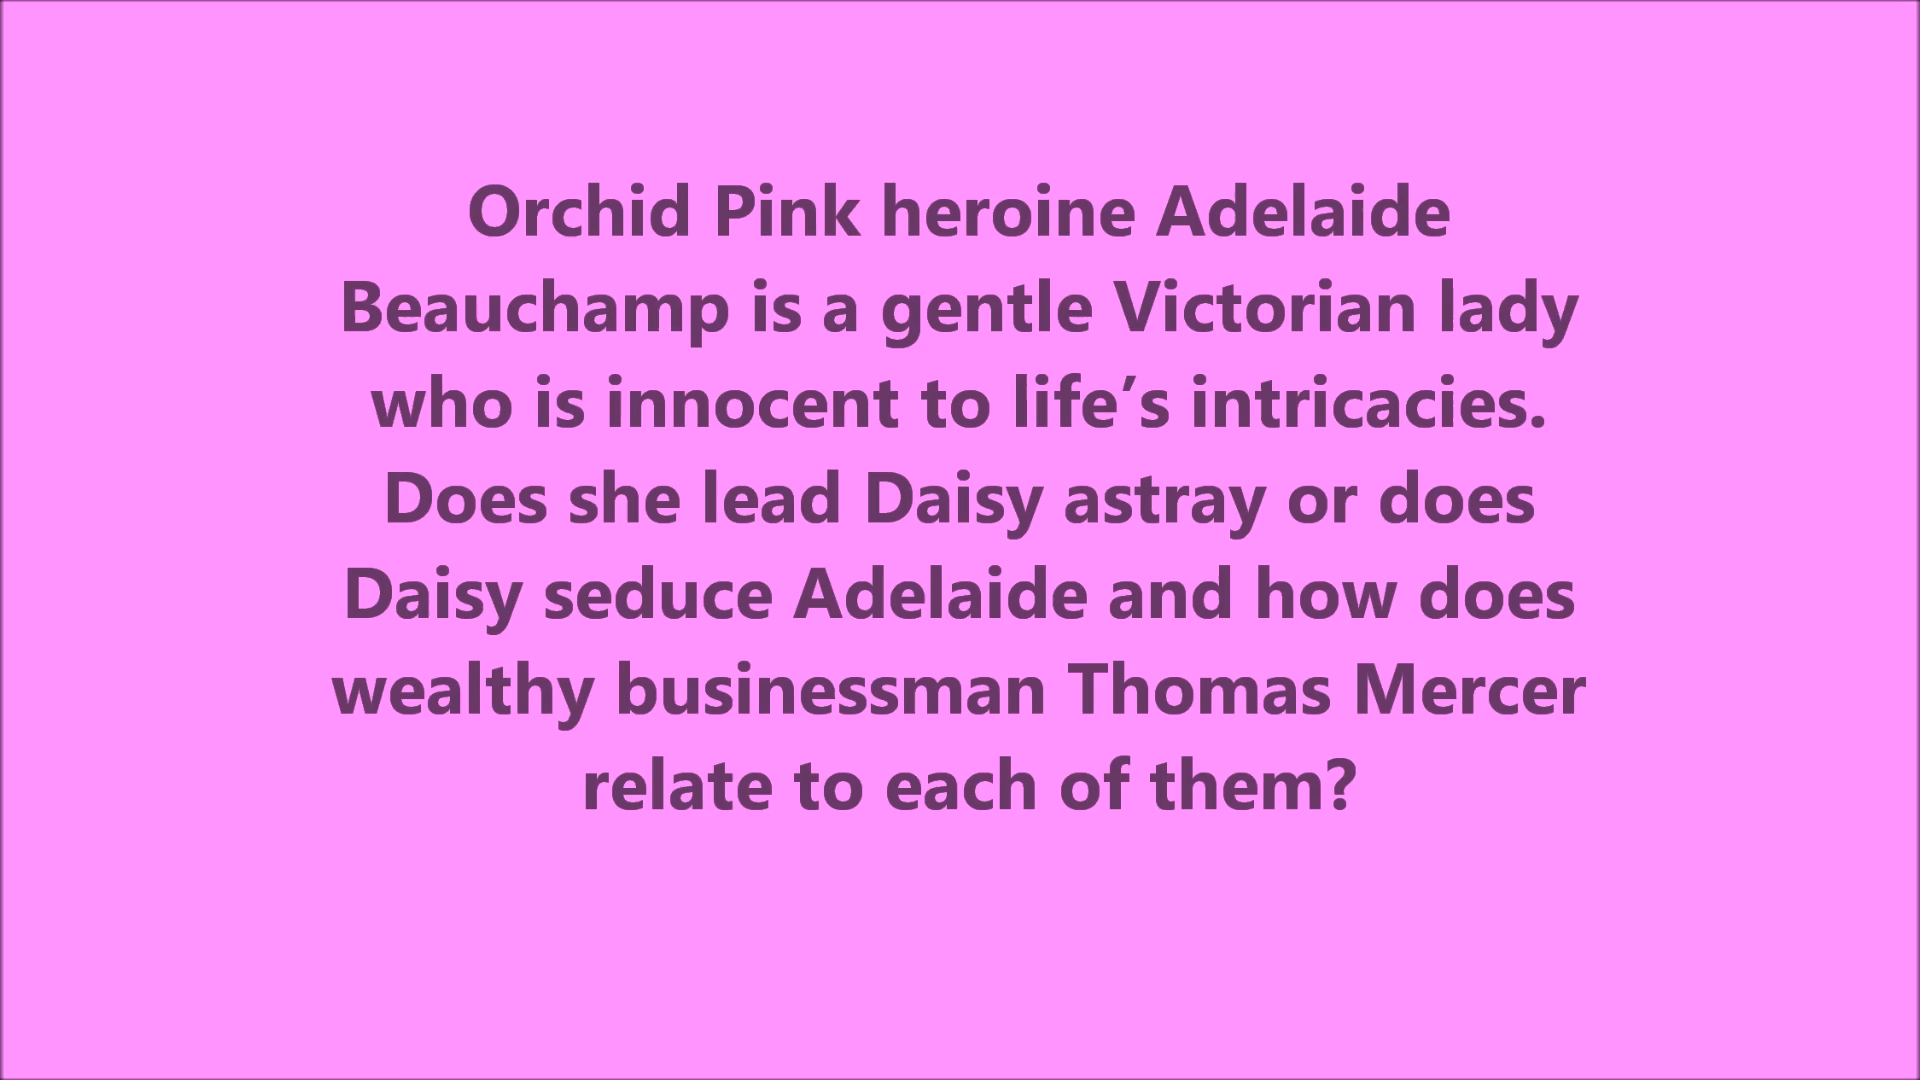 Orchid Pink heroine Adelaide
Beauchamp is a gentle Victorian lady
who is innocent to life’s intricacies.
Does she lead Daisy astray or does
Daisy seduce Adelaide and how does
wealthy businessman Thomas Mercer
relate to each of them?